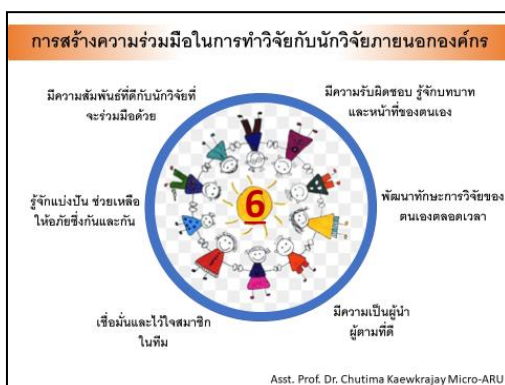 การสร้างความร่วมมือในการทำวิจัยกับนักวิจัยภายนอกองค์กร
มีความสัมพันธ์ที่ดีกับนักวิจัยที่
จะร่วมมือด้วย
มีความรับผิดชอบ รู้จักบทบาท
และหน้าที่ของตนเอง
รู้จักแบ่งปัน ช่วยเหลือ
ให้อภัยซึ่งกันและกัน
6
พัฒนาทักษะการวิจัยของ
ตนเองตลอดเวลา
เชื่อมั่นและไว้ใจสมาชิก
ในทีม
มีความเป็นผู้นำ
ผู้ตามที่ดี
Asst. Prof. Dr. Chutima Kaewkrajay Micro-ARU